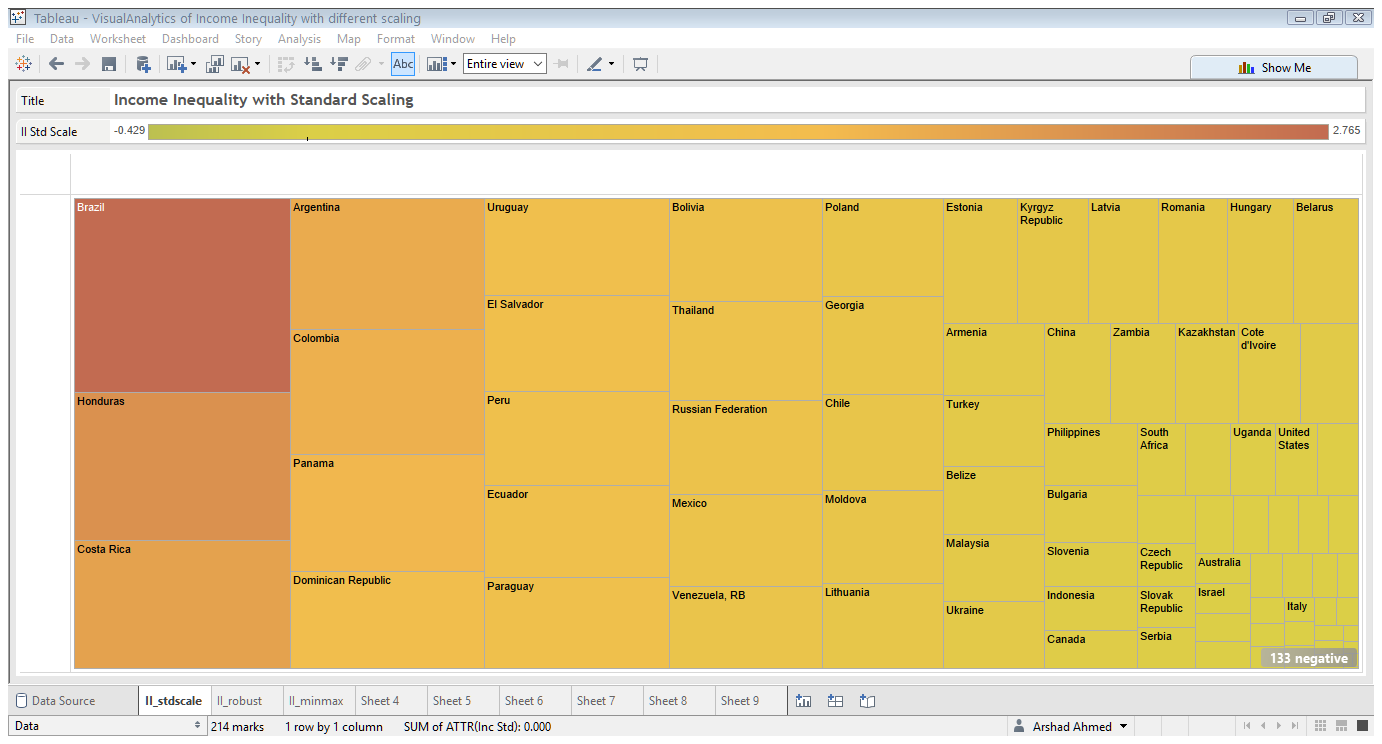 Tableau - VisualAnalytics of Income Inequality with different scaling
File Data Worksheet Dashboard Story Analysis Map Format Window Help
Abc Entire view Show Me
Title Income Inequality with Standard Scaling
II Std Scale -0.429 2.765
Brazil Argentina Uruguay Bolivia Poland Estonia Kyrgyz Latvia Romania Hungary Belarus
Republic
El Salvador
Thailand
Georgia
Armenia China Zambia Kazakhstan Cote
d'Ivoire
Colombia
Honduras
Peru
Russian Federation
Chile
Turkey
Philippines South Uganda United
Africa States
Panama
Ecuador
Mexico
Moldova
Belize
Bulgaria
Costa Rica
Malaysia
Slovenia Czech
Republic
Australia
Dominican Republic
Paraguay
Venezuela, RB
Lithuania
Ukraine
Indonesia Slovak Israel
Republic
Italy
Canada Serbia
133 negative
Data Source II_stdscale II_robust II_minmax Sheet 4 Sheet 5 Sheet 6 Sheet 7 Sheet 8 Sheet 9
Data 214 marks 1 row by 1 column SUM of ATTR(Inc Std): 0.000 Arshad Ahmed